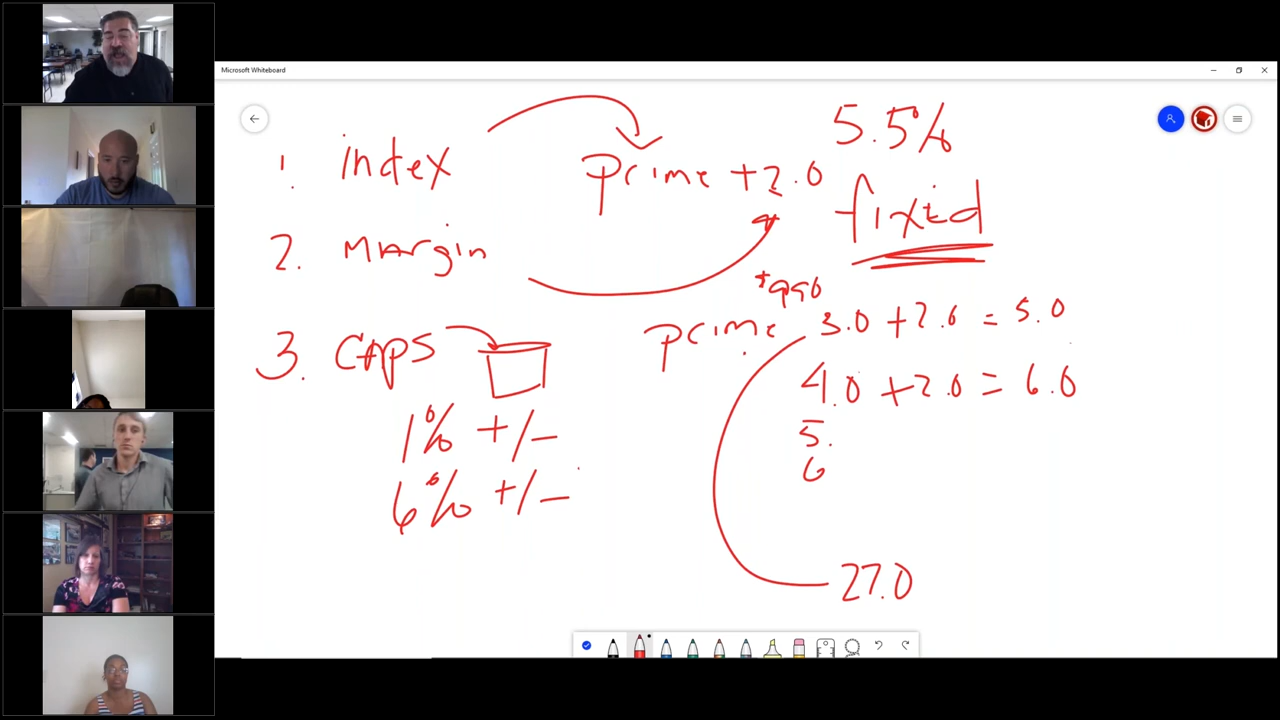 Microsoft Whiteboard
5.5%
1. index
prime +2.0
fixed
2. Margin
prime 3.0 + 2.0 = 5.0
3. CAPS
4.0 + 2.0 = 6.0
1% +/-
5.
6
6% +/-
27.0